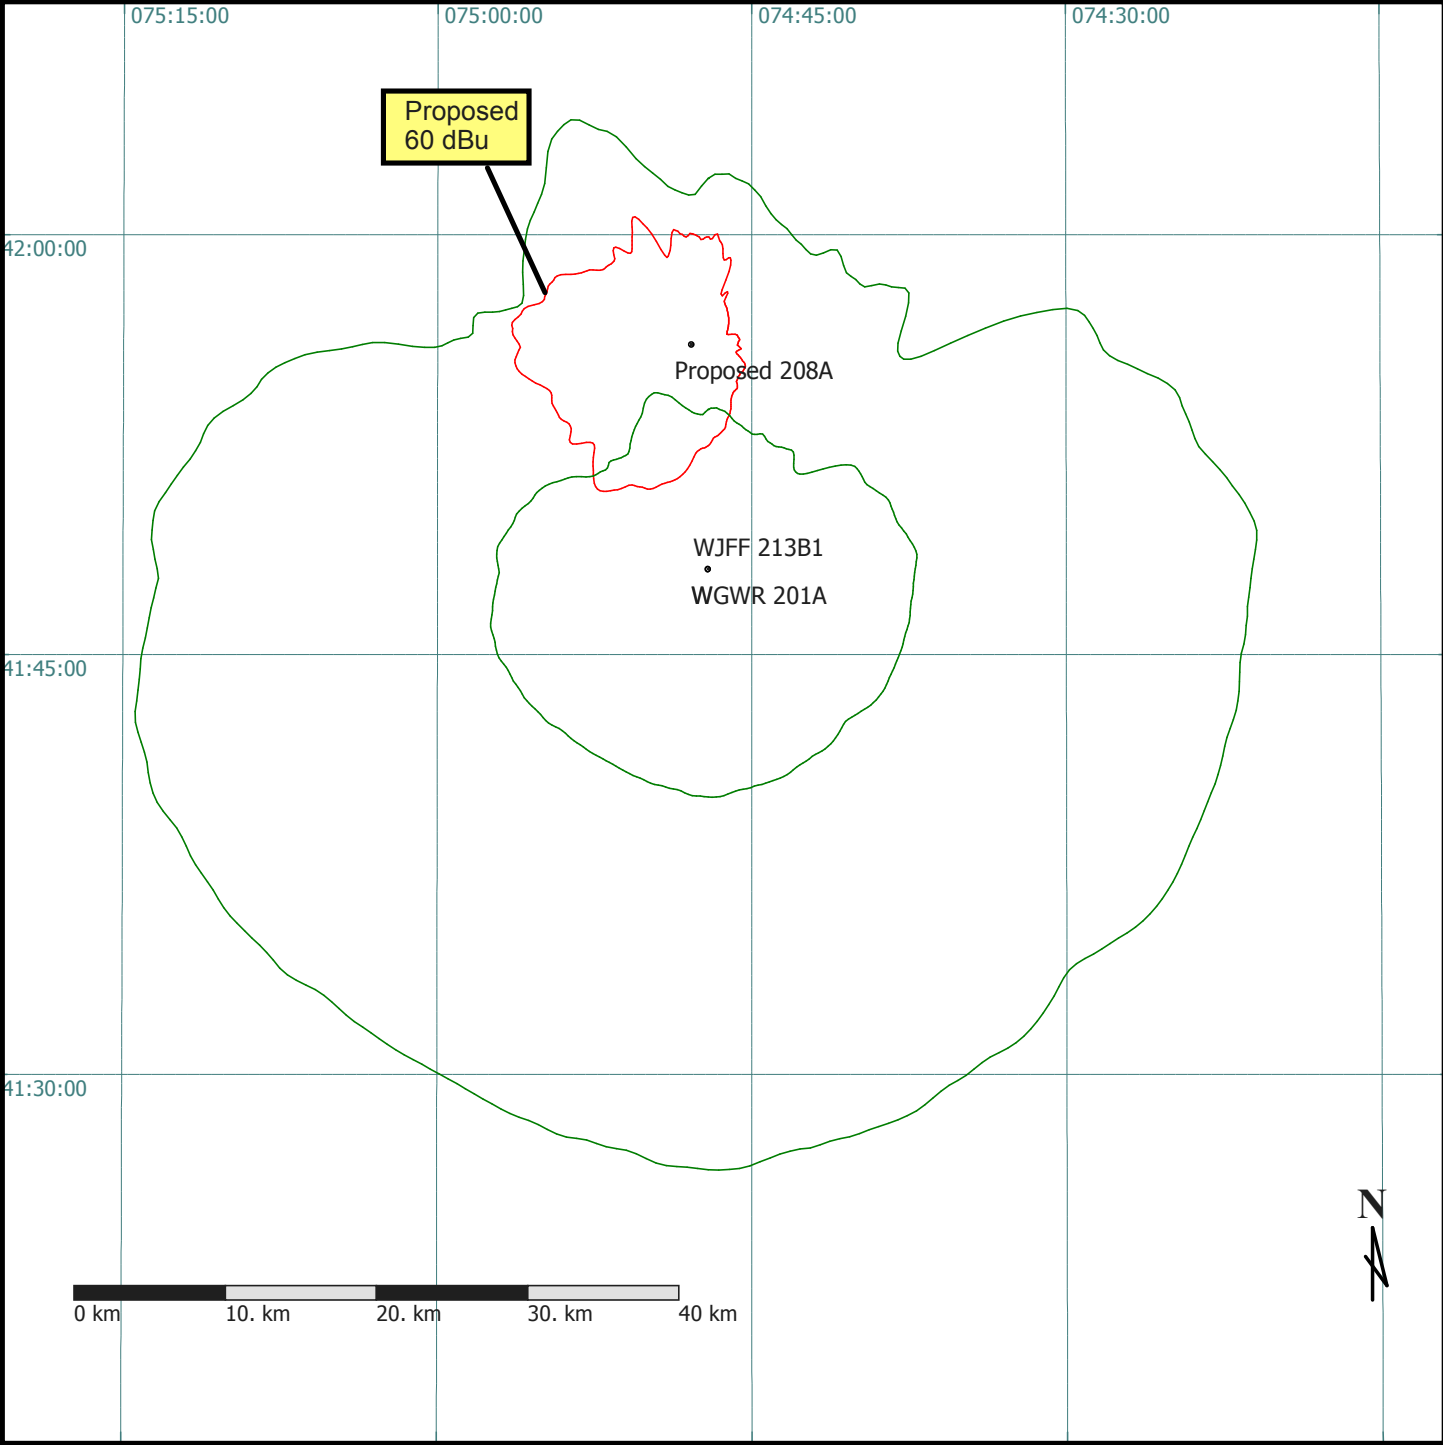 075:15:00
075:00:00
074:45:00
074:30:00
Proposed
60 dBu
42:00:00
Proposed 208A
WJFF 213B1
WGWR 201A
41:45:00
41:30:00
N
0 km
10. km
20. km
30. km
40 km